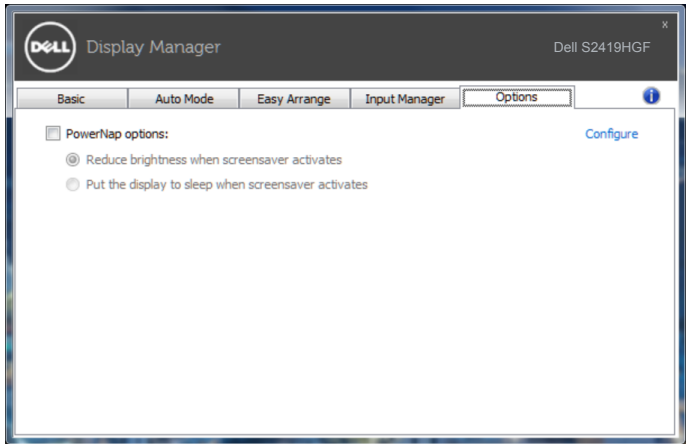 x
DELL Display Manager Dell S2419HGF
Basic Auto Mode Easy Arrange Input Manager Options i
PowerNap options: Configure
Reduce brightness when screensaver activates
Put the display to sleep when screensaver activates